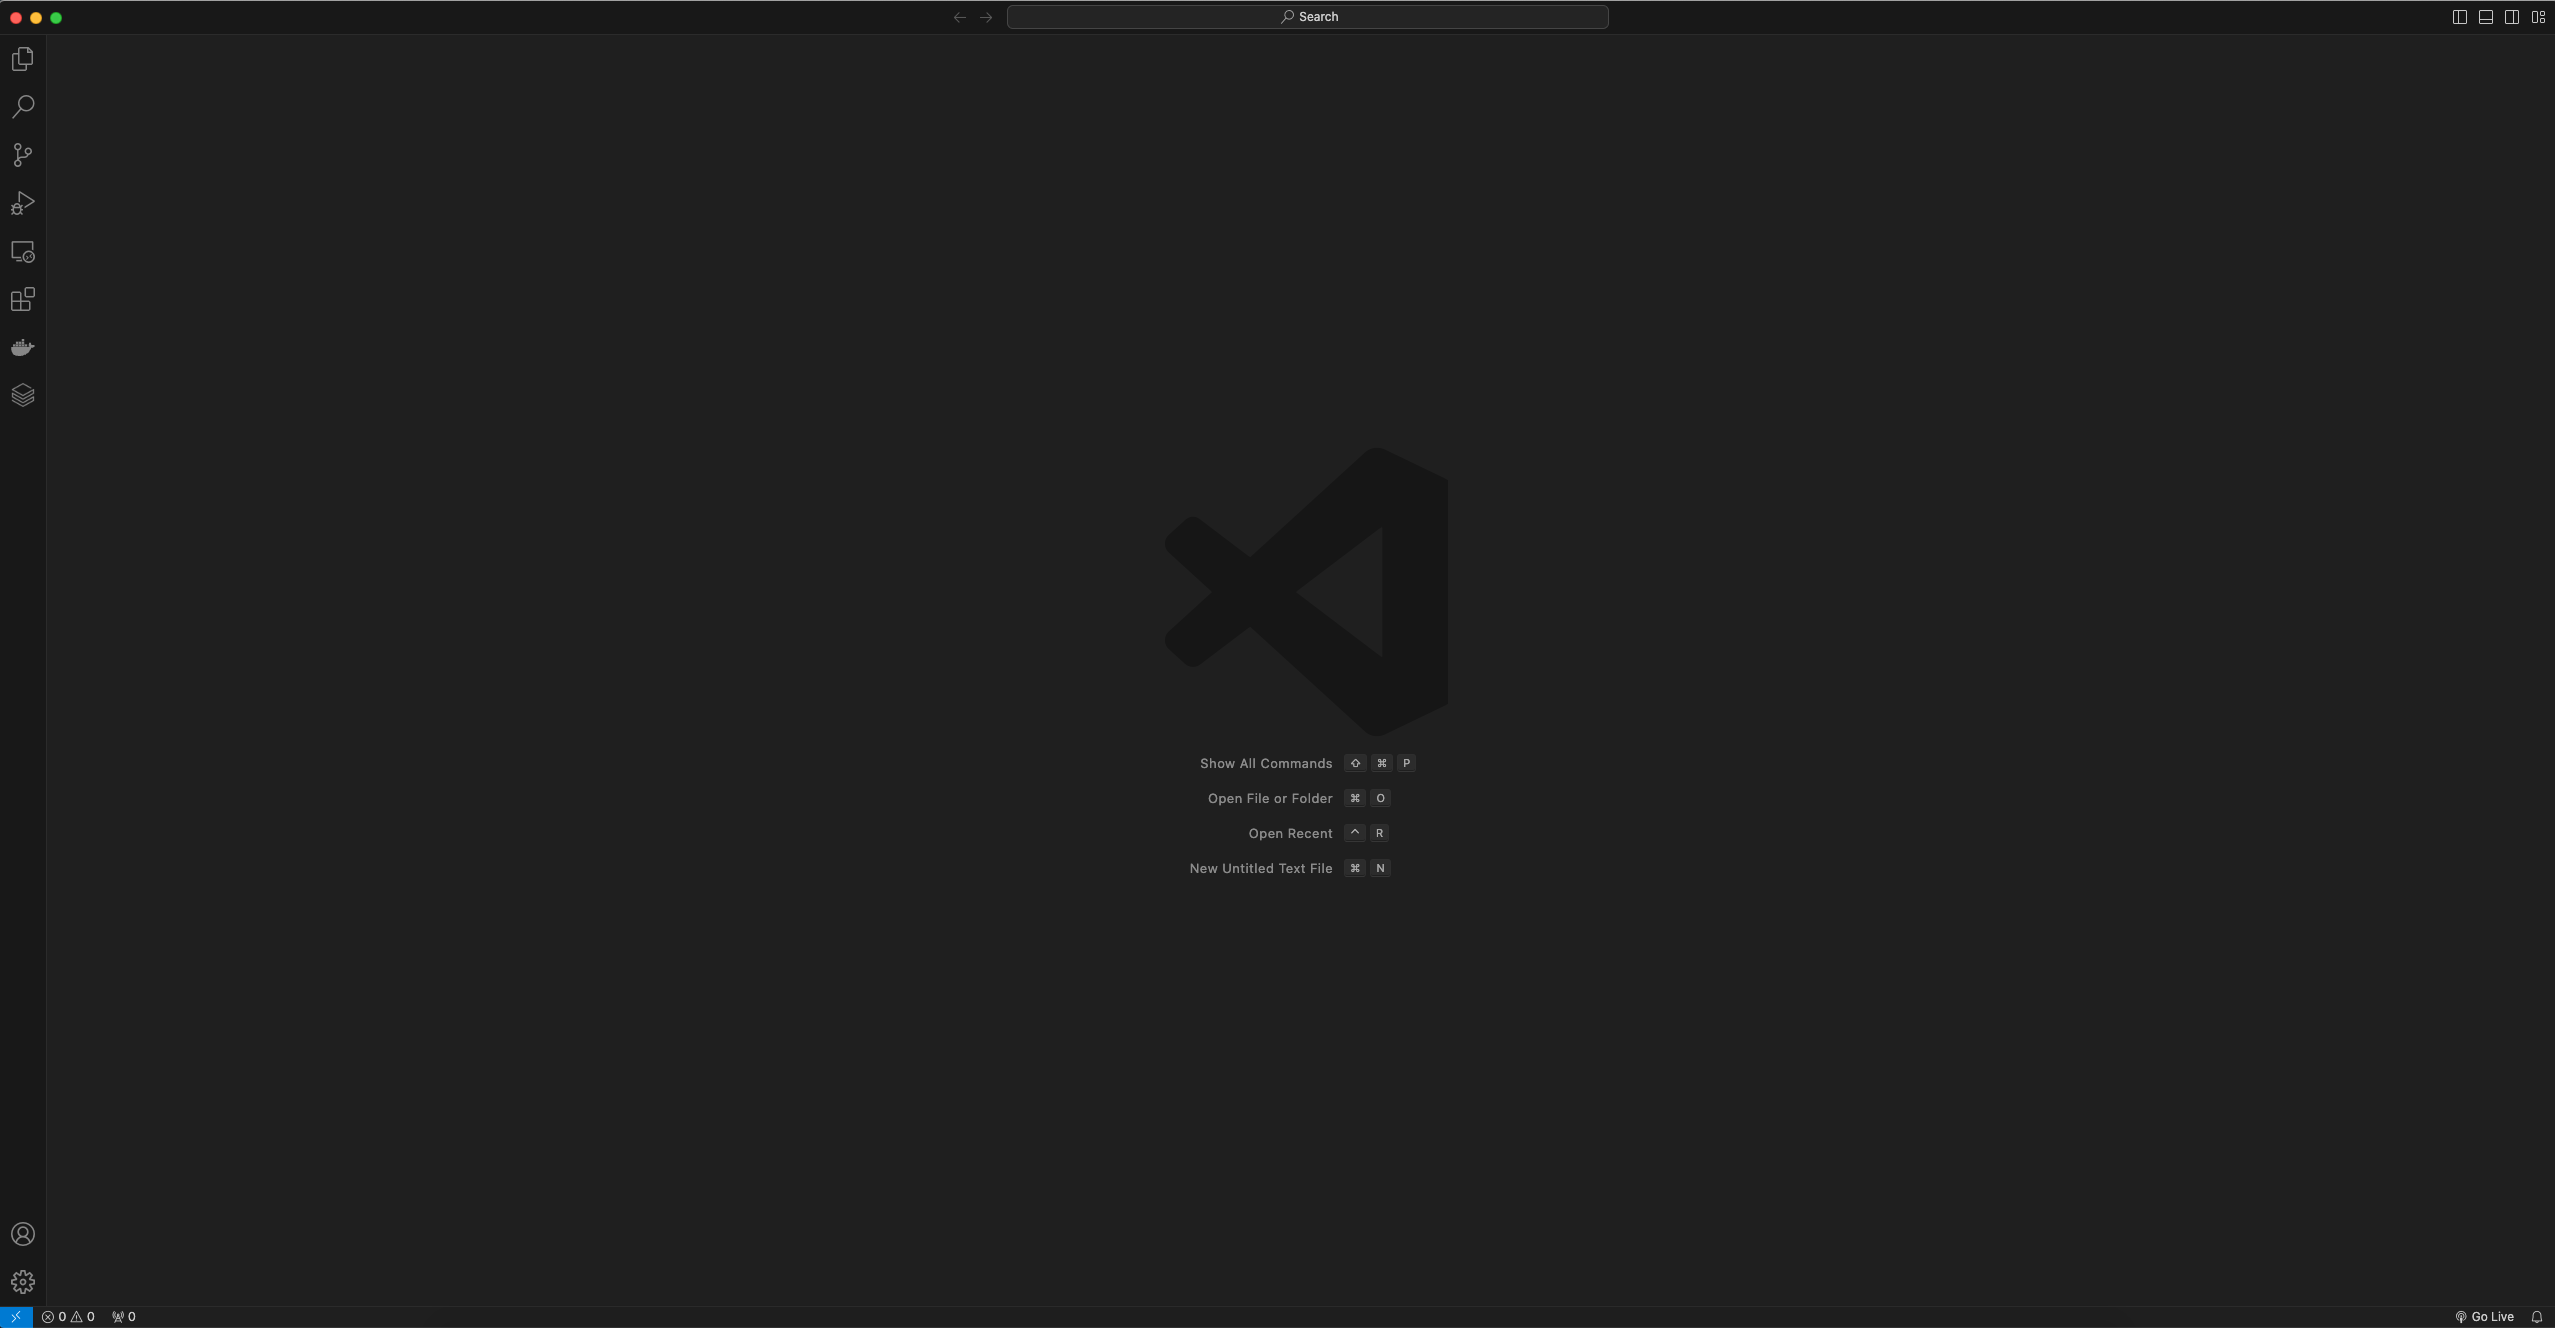 Search
Show All Commands ⇧ ⌘ P
Open File or Folder ⌘ O
Open Recent ^ R
New Untitled Text File ⌘ N
0 0 0
Go Live